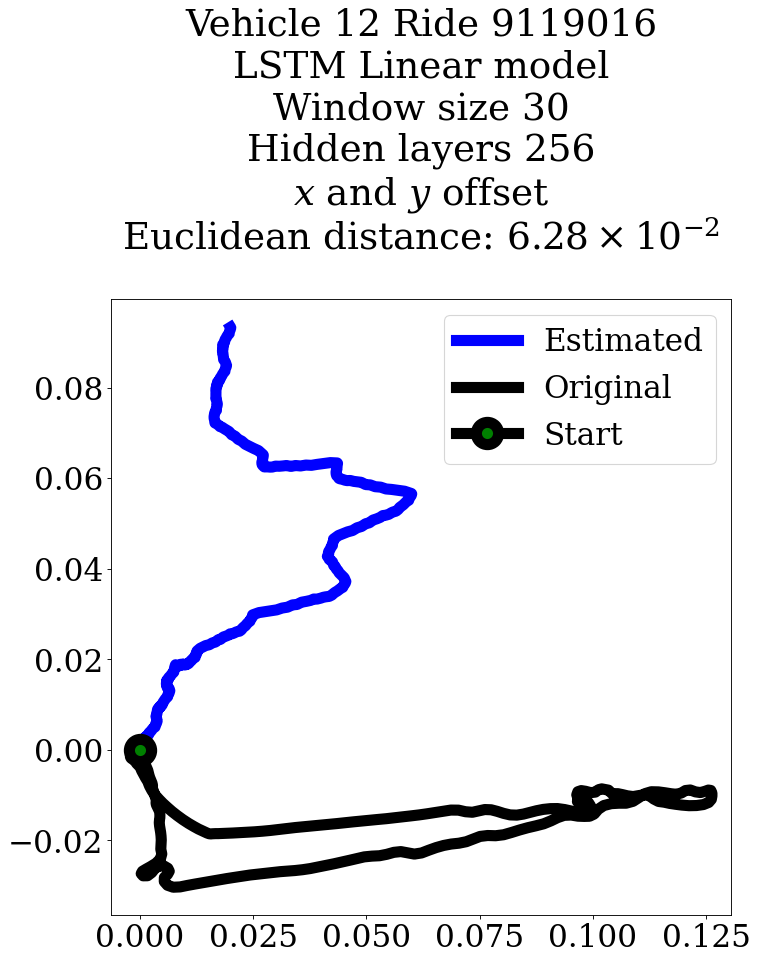 Vehicle 12 Ride 9119016
LSTM Linear model
Window size 30
Hidden layers 256
x and y offset
Euclidean distance: 6.28 × 10⁻²
Estimated
Original
Start
0.08
0.06
0.04
0.02
0.00
−0.02
0.000 0.025 0.050 0.075 0.100 0.125